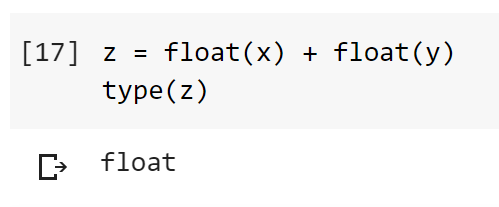 [17] z = float(x) + float(y)
type(z)
float